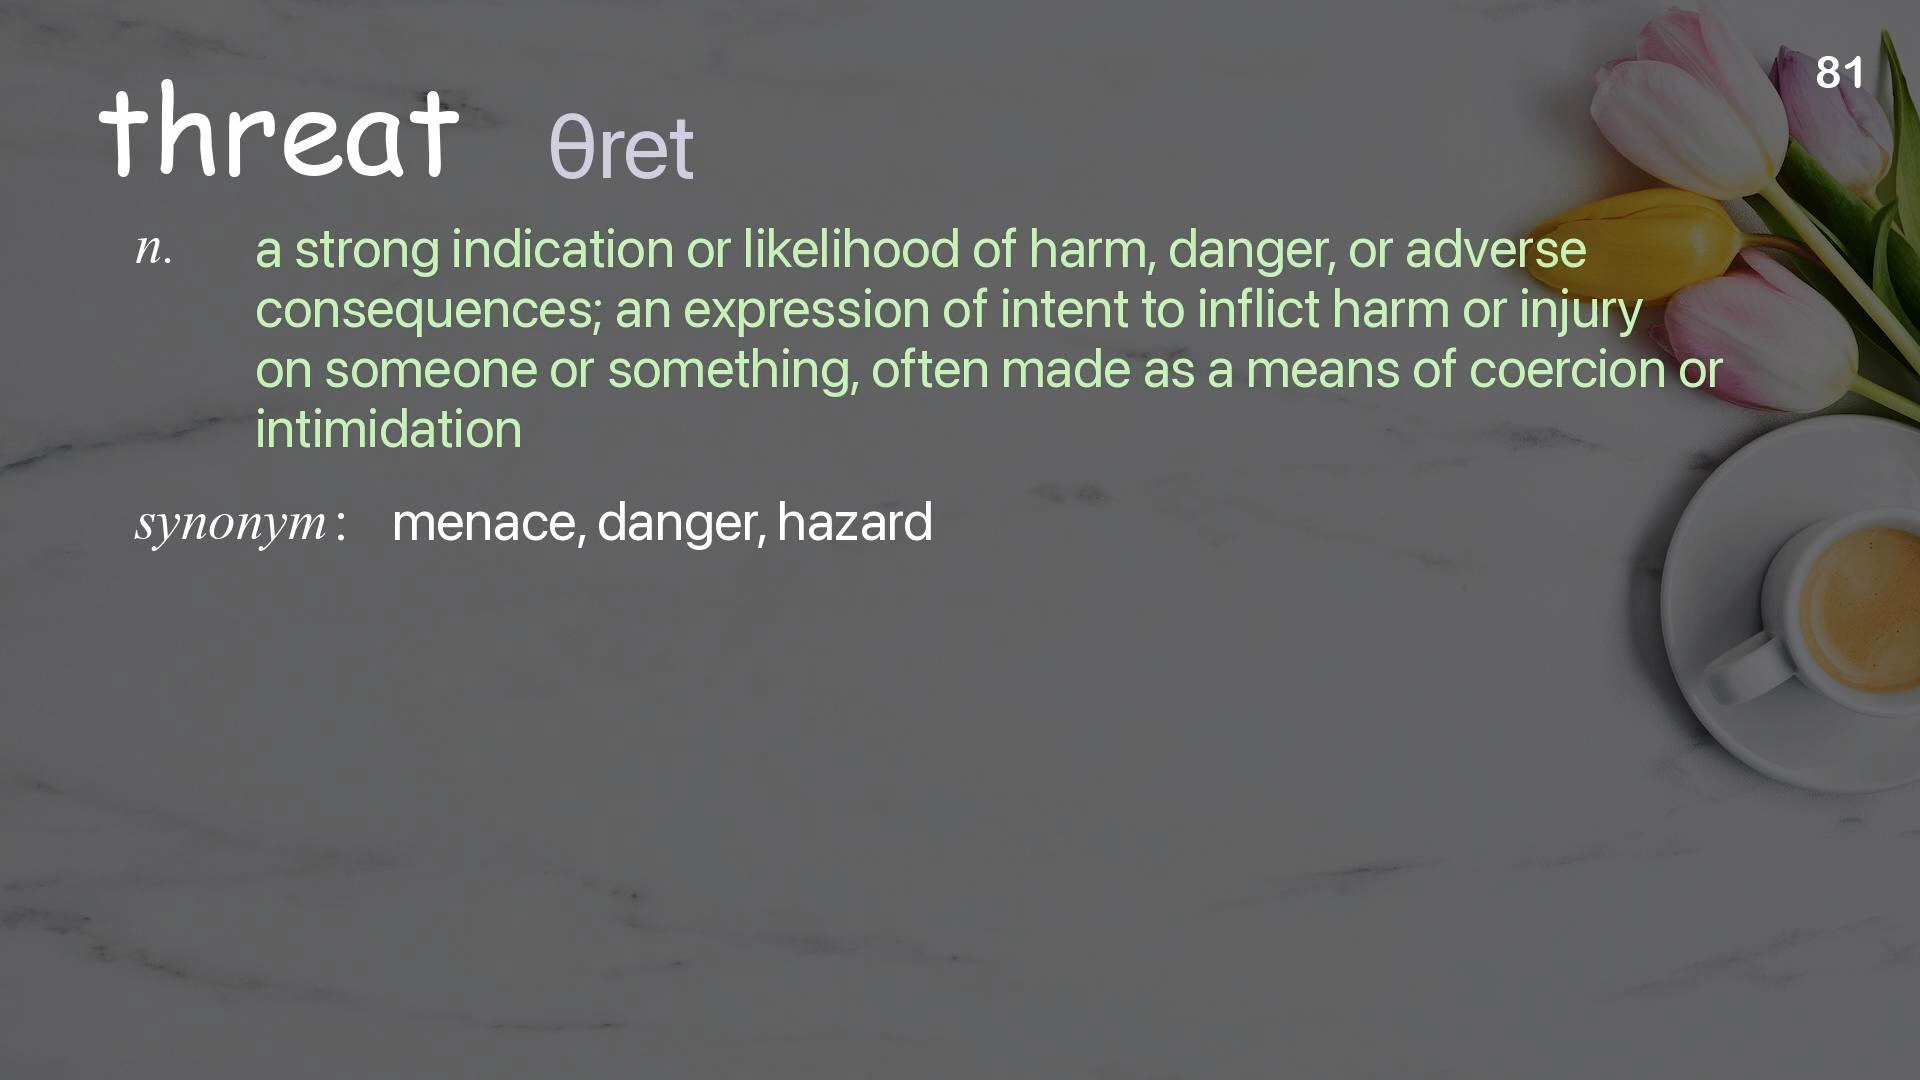 81
threat θret
n. a strong indication or likelihood of harm, danger, or adverse
consequences; an expression of intent to inflict harm or injury
on someone or something, often made as a means of coercion or
intimidation
synonym: menace, danger, hazard